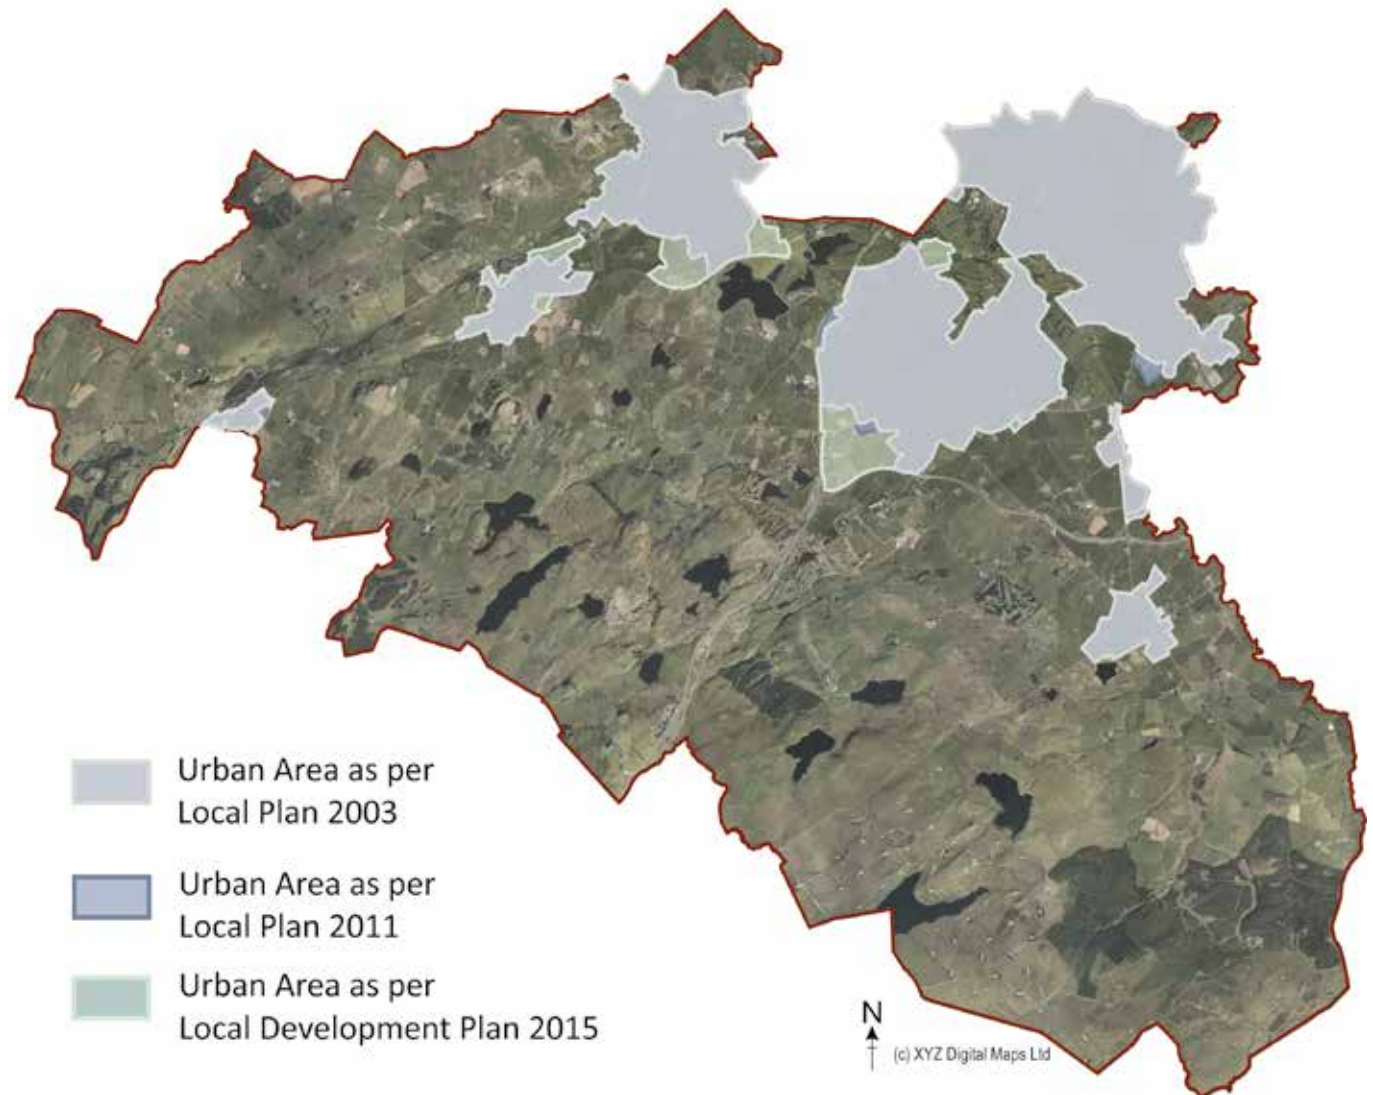 Urban Area as per
Local Plan 2003
Urban Area as per
Local Plan 2011
Urban Area as per
Local Development Plan 2015
N
(c) XYZ Digital Maps Ltd